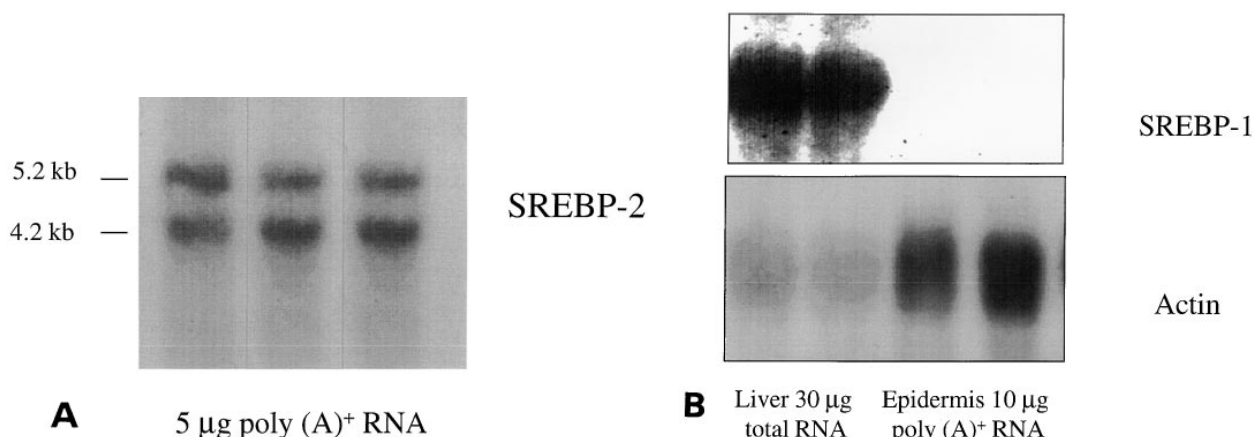 5.2 kb
4.2 kb
SREBP-2
A
5 μg poly (A)+ RNA
SREBP-1
Actin
B
Liver 30 μg
total RNA
Epidermis 10 μg
poly (A)+ RNA